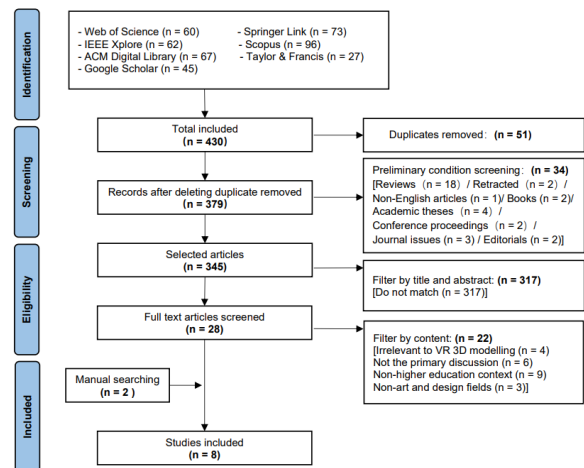 Identification
- Web of Science (n = 60)
- IEEE Xplore (n = 62)
- ACM Digital Library (n = 67)
- Google Scholar (n = 45)
- Springer Link (n = 73)
- Scopus (n = 96)
- Taylor & Francis (n = 27)
Total included
(n = 430)
Duplicates removed: (n = 51)
Screening
Records after deleting duplicate removed
(n = 379)
Preliminary condition screening: (n = 34)
[Reviews (n = 18) / Retracted (n = 2) /
Non-English articles (n = 1)/ Books (n = 2)/
Academic theses (n = 4) /
Conference proceedings (n = 2) /
Journal issues (n = 3) / Editorials (n = 2)]
Selected articles
(n = 345)
Eligibility
Filter by title and abstract: (n = 317)
[Do not match (n = 317)]
Full text articles screened
(n = 28)
Filter by content: (n = 22)
[Irrelevant to VR 3D modelling (n = 4)
Not the primary discussion (n = 6)
Non-higher education context (n = 9)
Non-art and design fields (n = 3)]
Included
Manual searching
(n = 2 )
Studies included
(n = 8)